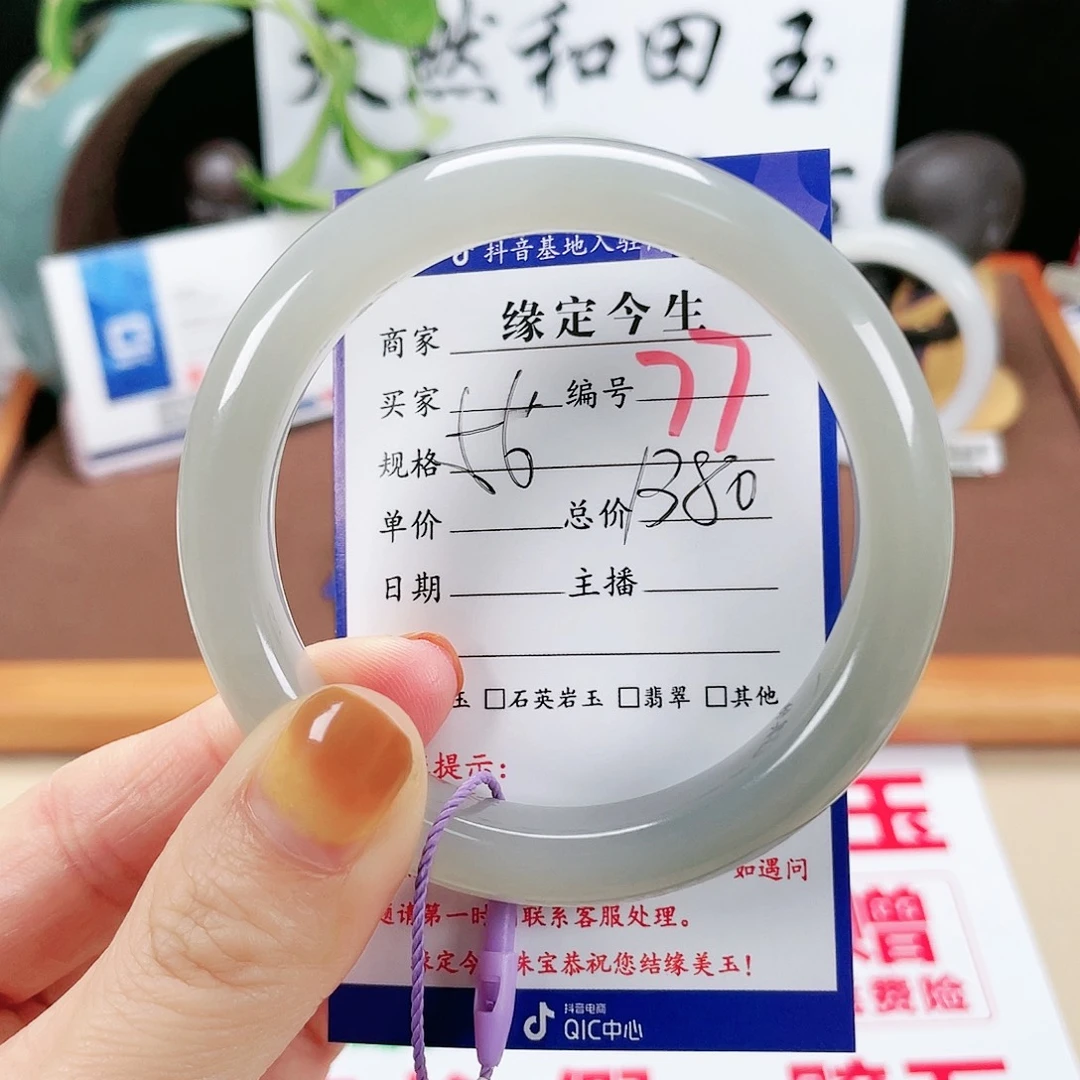 天然和田玉
抖音基地入驻
商家 缘定今生
买家 编号 77
规格 56
单价 总价 1380
日期 主播
玉 □石英岩玉 □翡翠 □其他
提示:
如遇问
题请第一时 联系客服处理。
缘定今 珠宝恭祝您结缘美玉!
抖音电商
QIC中心
玉
赠
费险